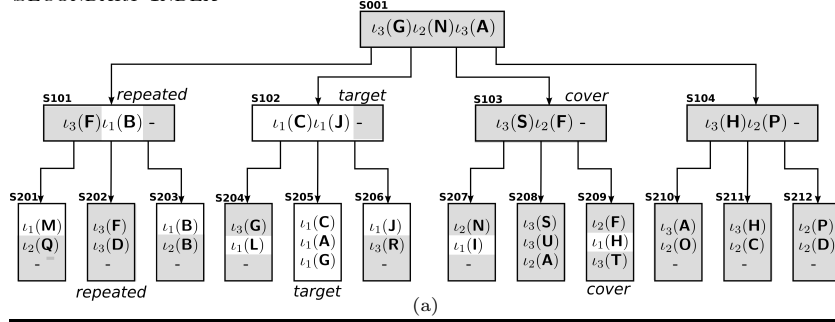 SECONDARY INDEX
S001
ι₃(G)ι₂(N)ι₃(A)
repeated target cover
S101 S102 S103 S104
ι₃(F)ι₁(B) - ι₁(C)ι₁(J) - ι₃(S)ι₂(F) - ι₃(H)ι₂(P) -
S201 S202 S203 S204 S205 S206 S207 S208 S209 S210 S211 S212
ι₁(M) ι₃(F) ι₁(B) ι₃(G) ι₁(C) ι₁(J) ι₂(N) ι₃(S) ι₂(F) ι₃(A) ι₃(H) ι₂(P)
ι₂(Q) ι₃(D) ι₂(B) ι₁(L) ι₁(A) ι₃(R) ι₁(I) ι₃(U) ι₁(H) ι₂(O) ι₂(C) ι₂(D)
- - - - ι₁(G) - - ι₂(A) ι₃(T) - - -
repeated target cover
(a)